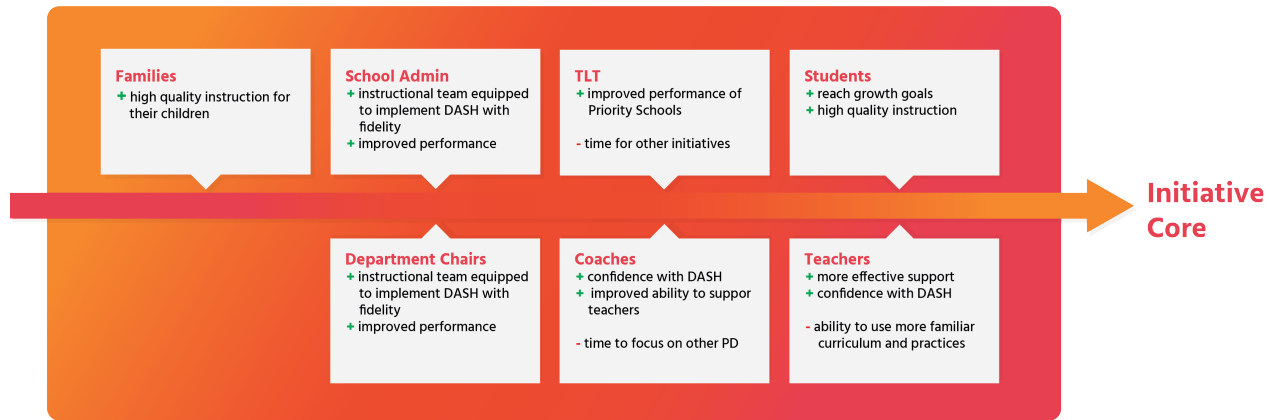 Families
+ high quality instruction for
their children
School Admin
+ instructional team equipped
to implement DASH with
fidelity
+ improved performance
TLT
+ improved performance of
Priority Schools
- time for other initiatives
Students
+ reach growth goals
+ high quality instruction
Initiative
Core
Department Chairs
+ instructional team equipped
to implement DASH with
fidelity
+ improved performance
Coaches
+ confidence with DASH
+ improved ability to suppor
teachers
- time to focus on other PD
Teachers
+ more effective support
+ confidence with DASH
- ability to use more familiar
curriculum and practices